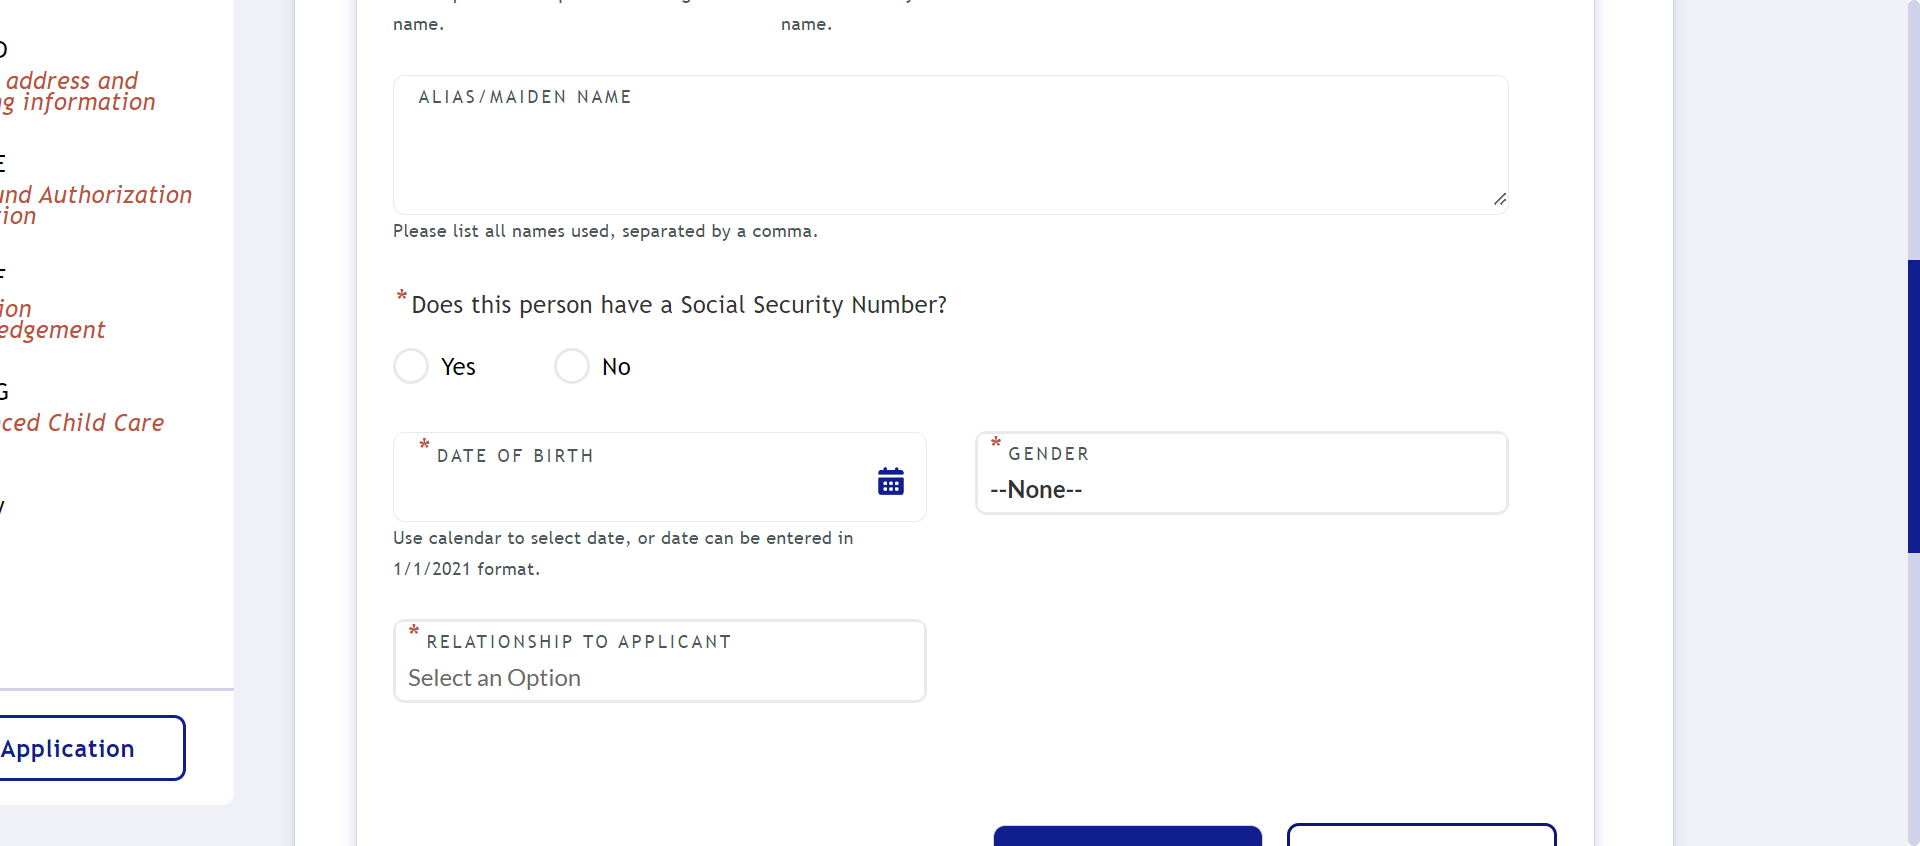 name.
name.
D
address and
ng information
E
und Authorization
tion
F
ion
edgement
G
ced Child Care
Application
ALIAS/MAIDEN NAME
Please list all names used, separated by a comma.
*Does this person have a Social Security Number?
Yes
No
* DATE OF BIRTH
Use calendar to select date, or date can be entered in
1/1/2021 format.
* GENDER
--None--
* RELATIONSHIP TO APPLICANT
Select an Option